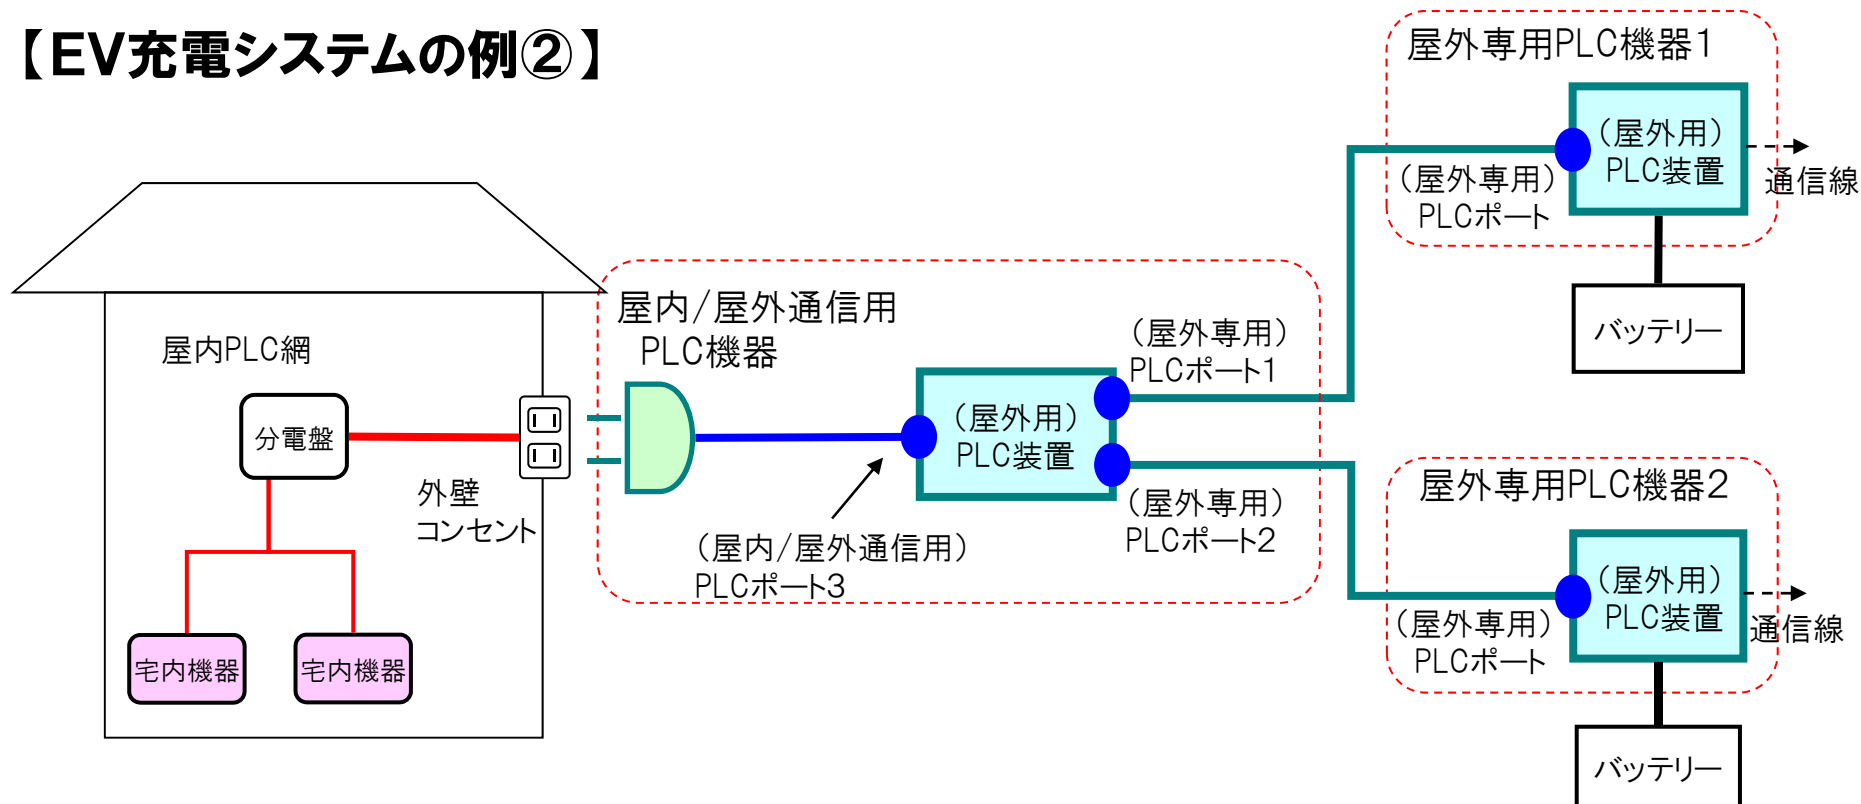 【EV充電システムの例②】
屋外専用PLC機器1
（屋外用）
PLC装置
（屋外専用）
PLCポート
通信線
バッテリー
屋内/屋外通信用
PLC機器
（屋外専用）
PLCポート1
（屋外用）
PLC装置
（屋外専用）
PLCポート2
（屋内/屋外通信用）
PLCポート3
屋内PLC網
分電盤
外壁
コンセント
宅内機器
宅内機器
屋外専用PLC機器2
（屋外用）
PLC装置
（屋外専用）
PLCポート
通信線
バッテリー